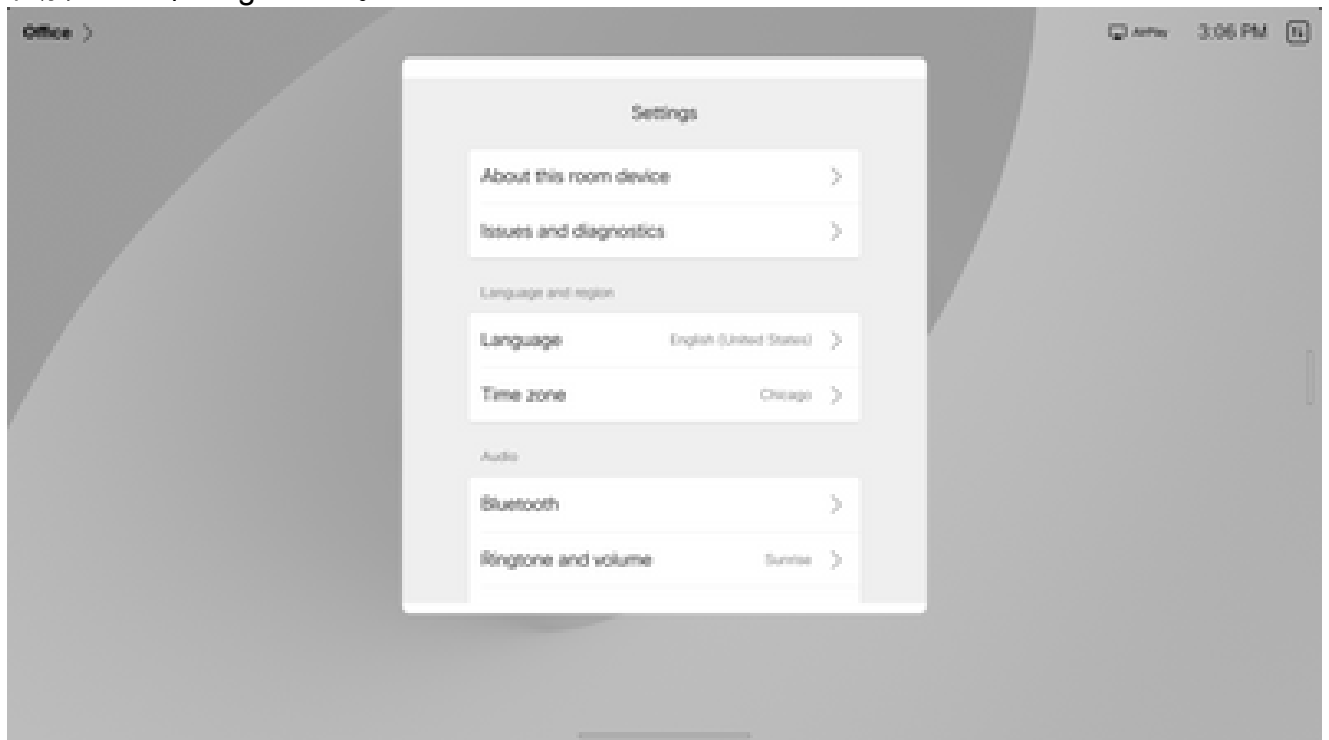 Office
AirPlay 3:06 PM
Settings
About this room device
Issues and diagnostics
Language and region
Language English (United States)
Time zone Chicago
Audio
Bluetooth
Ringtone and volume Sunrise